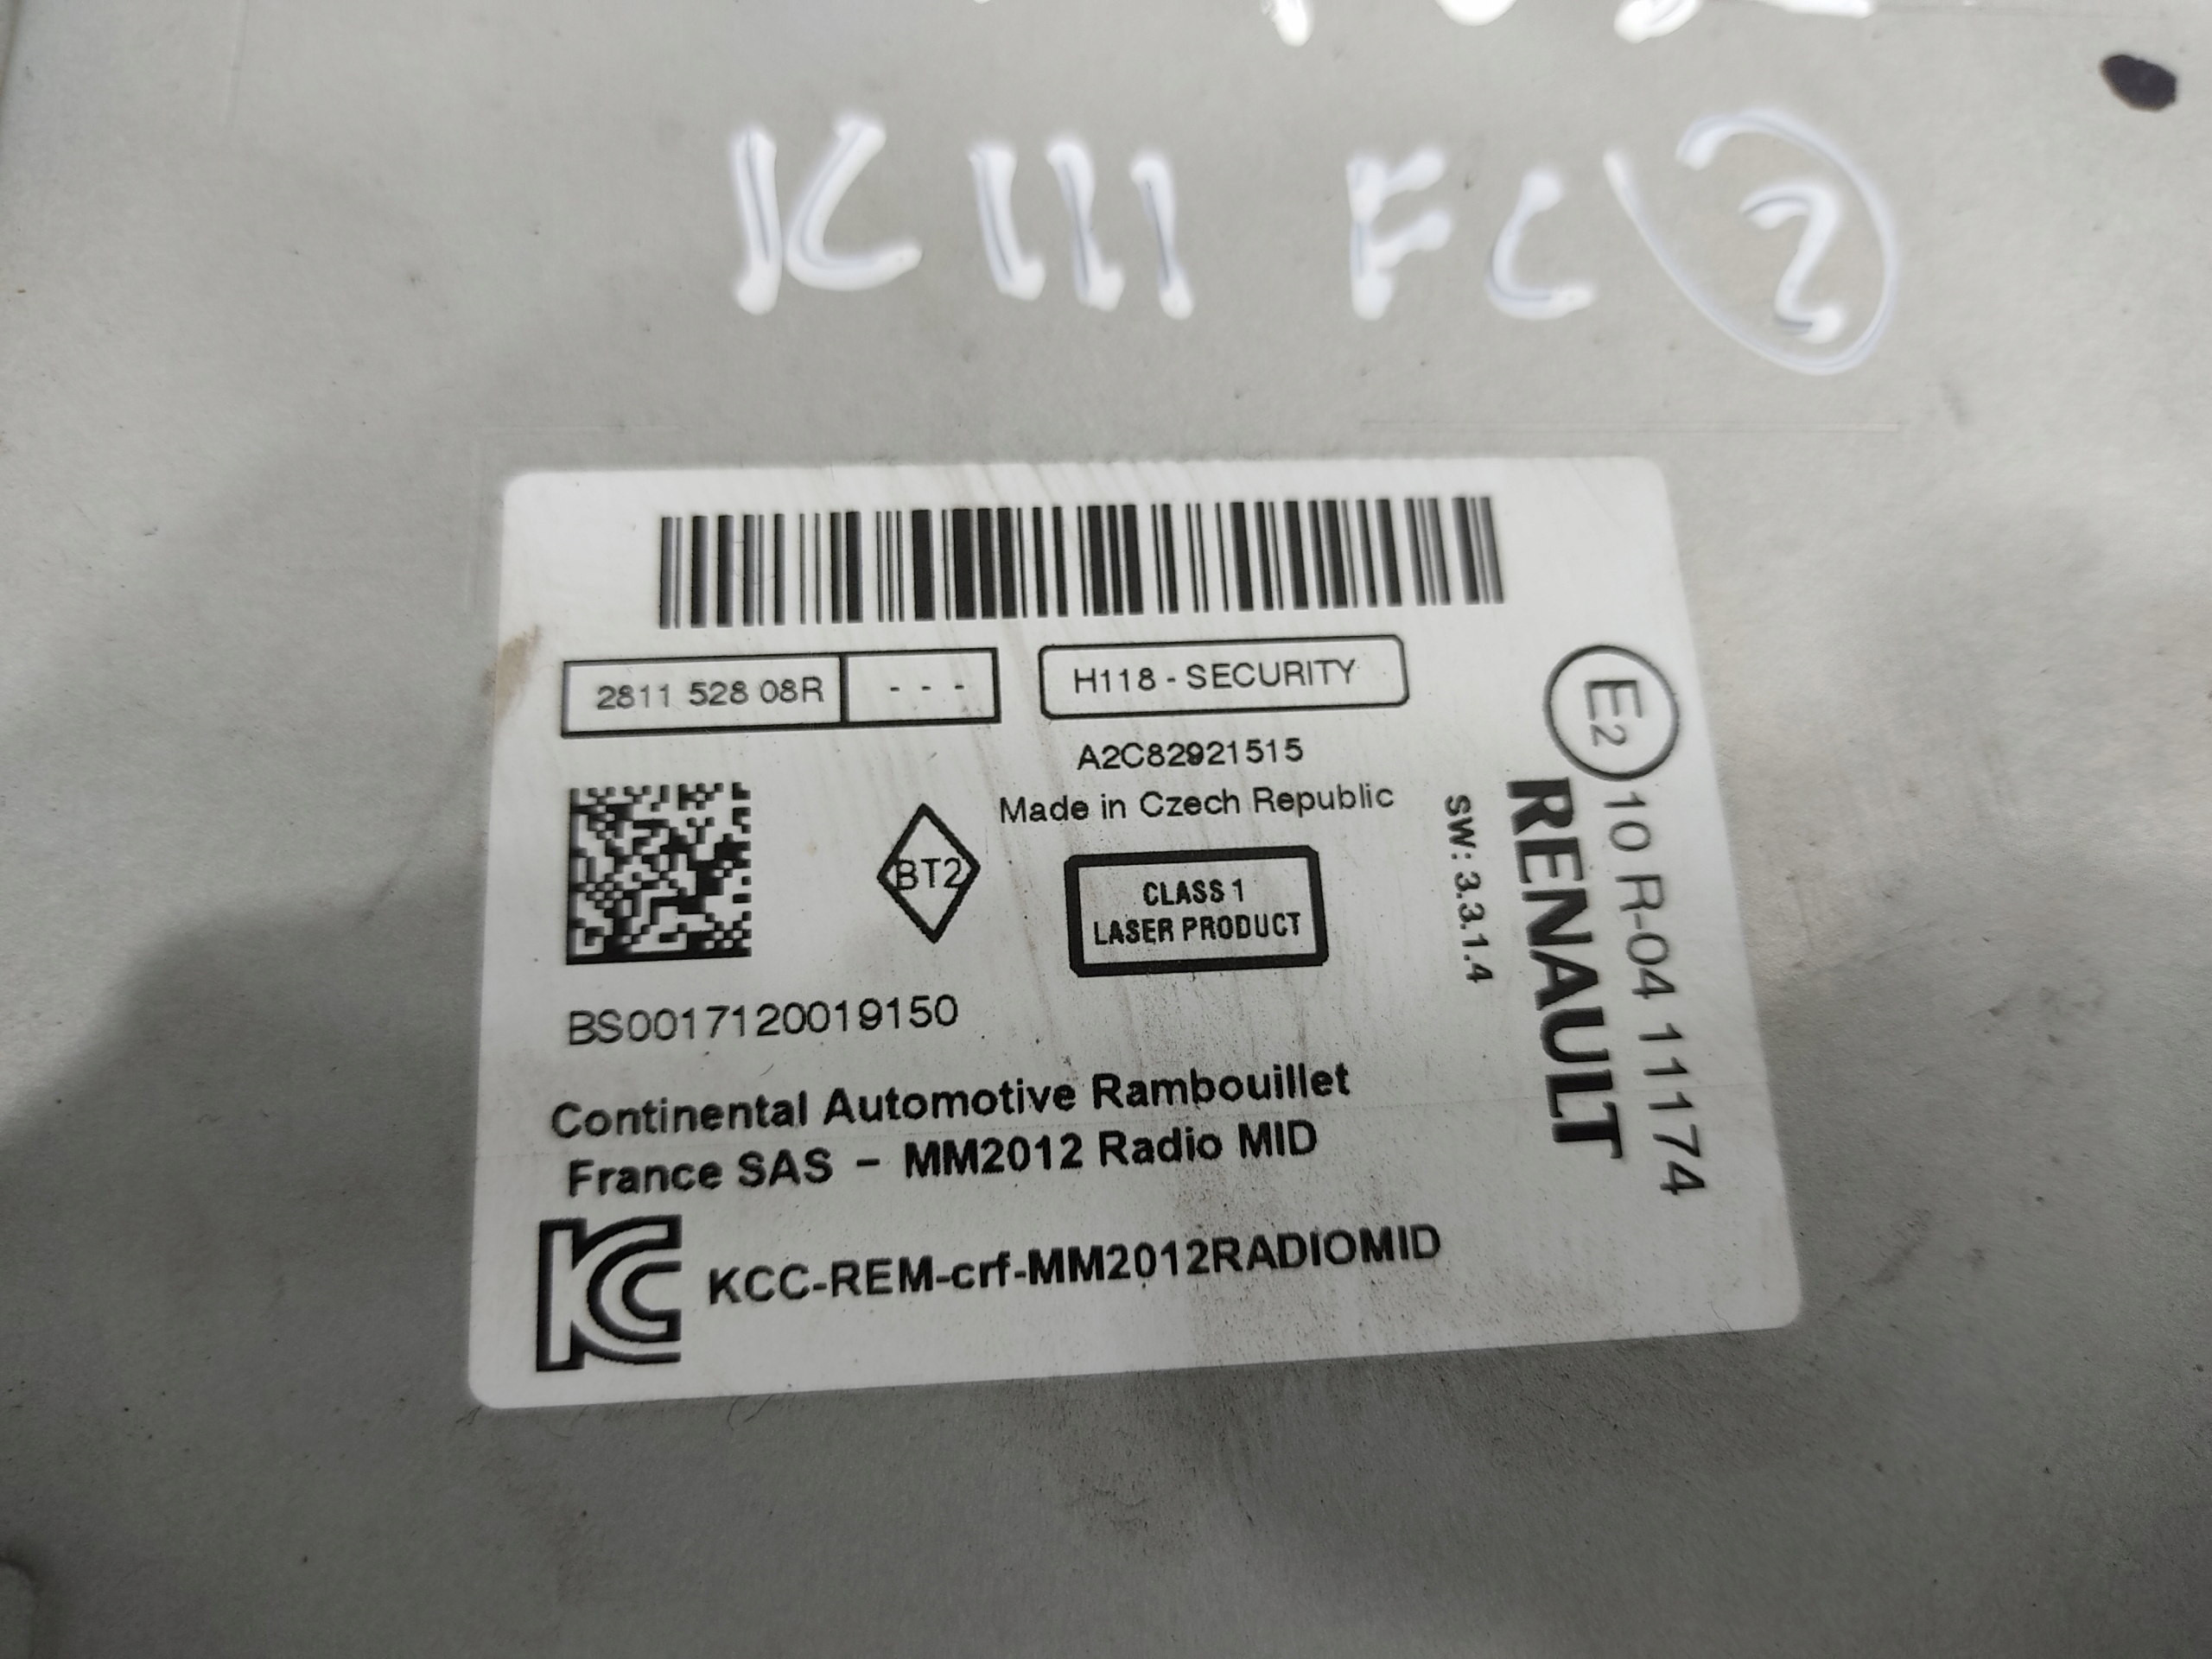 K III FL 2
2811 528 08R - - -
H118 - SECURITY
A2C82921515
Made in Czech Republic
BT2
CLASS 1
LASER PRODUCT
BS0017120019150
Continental Automotive Rambouillet
France SAS – MM2012 Radio MID
KC KCC-REM-crf-MM2012RADIOMID
SW: 3.3.1.4
RENAULT
E2 10 R-04 11174